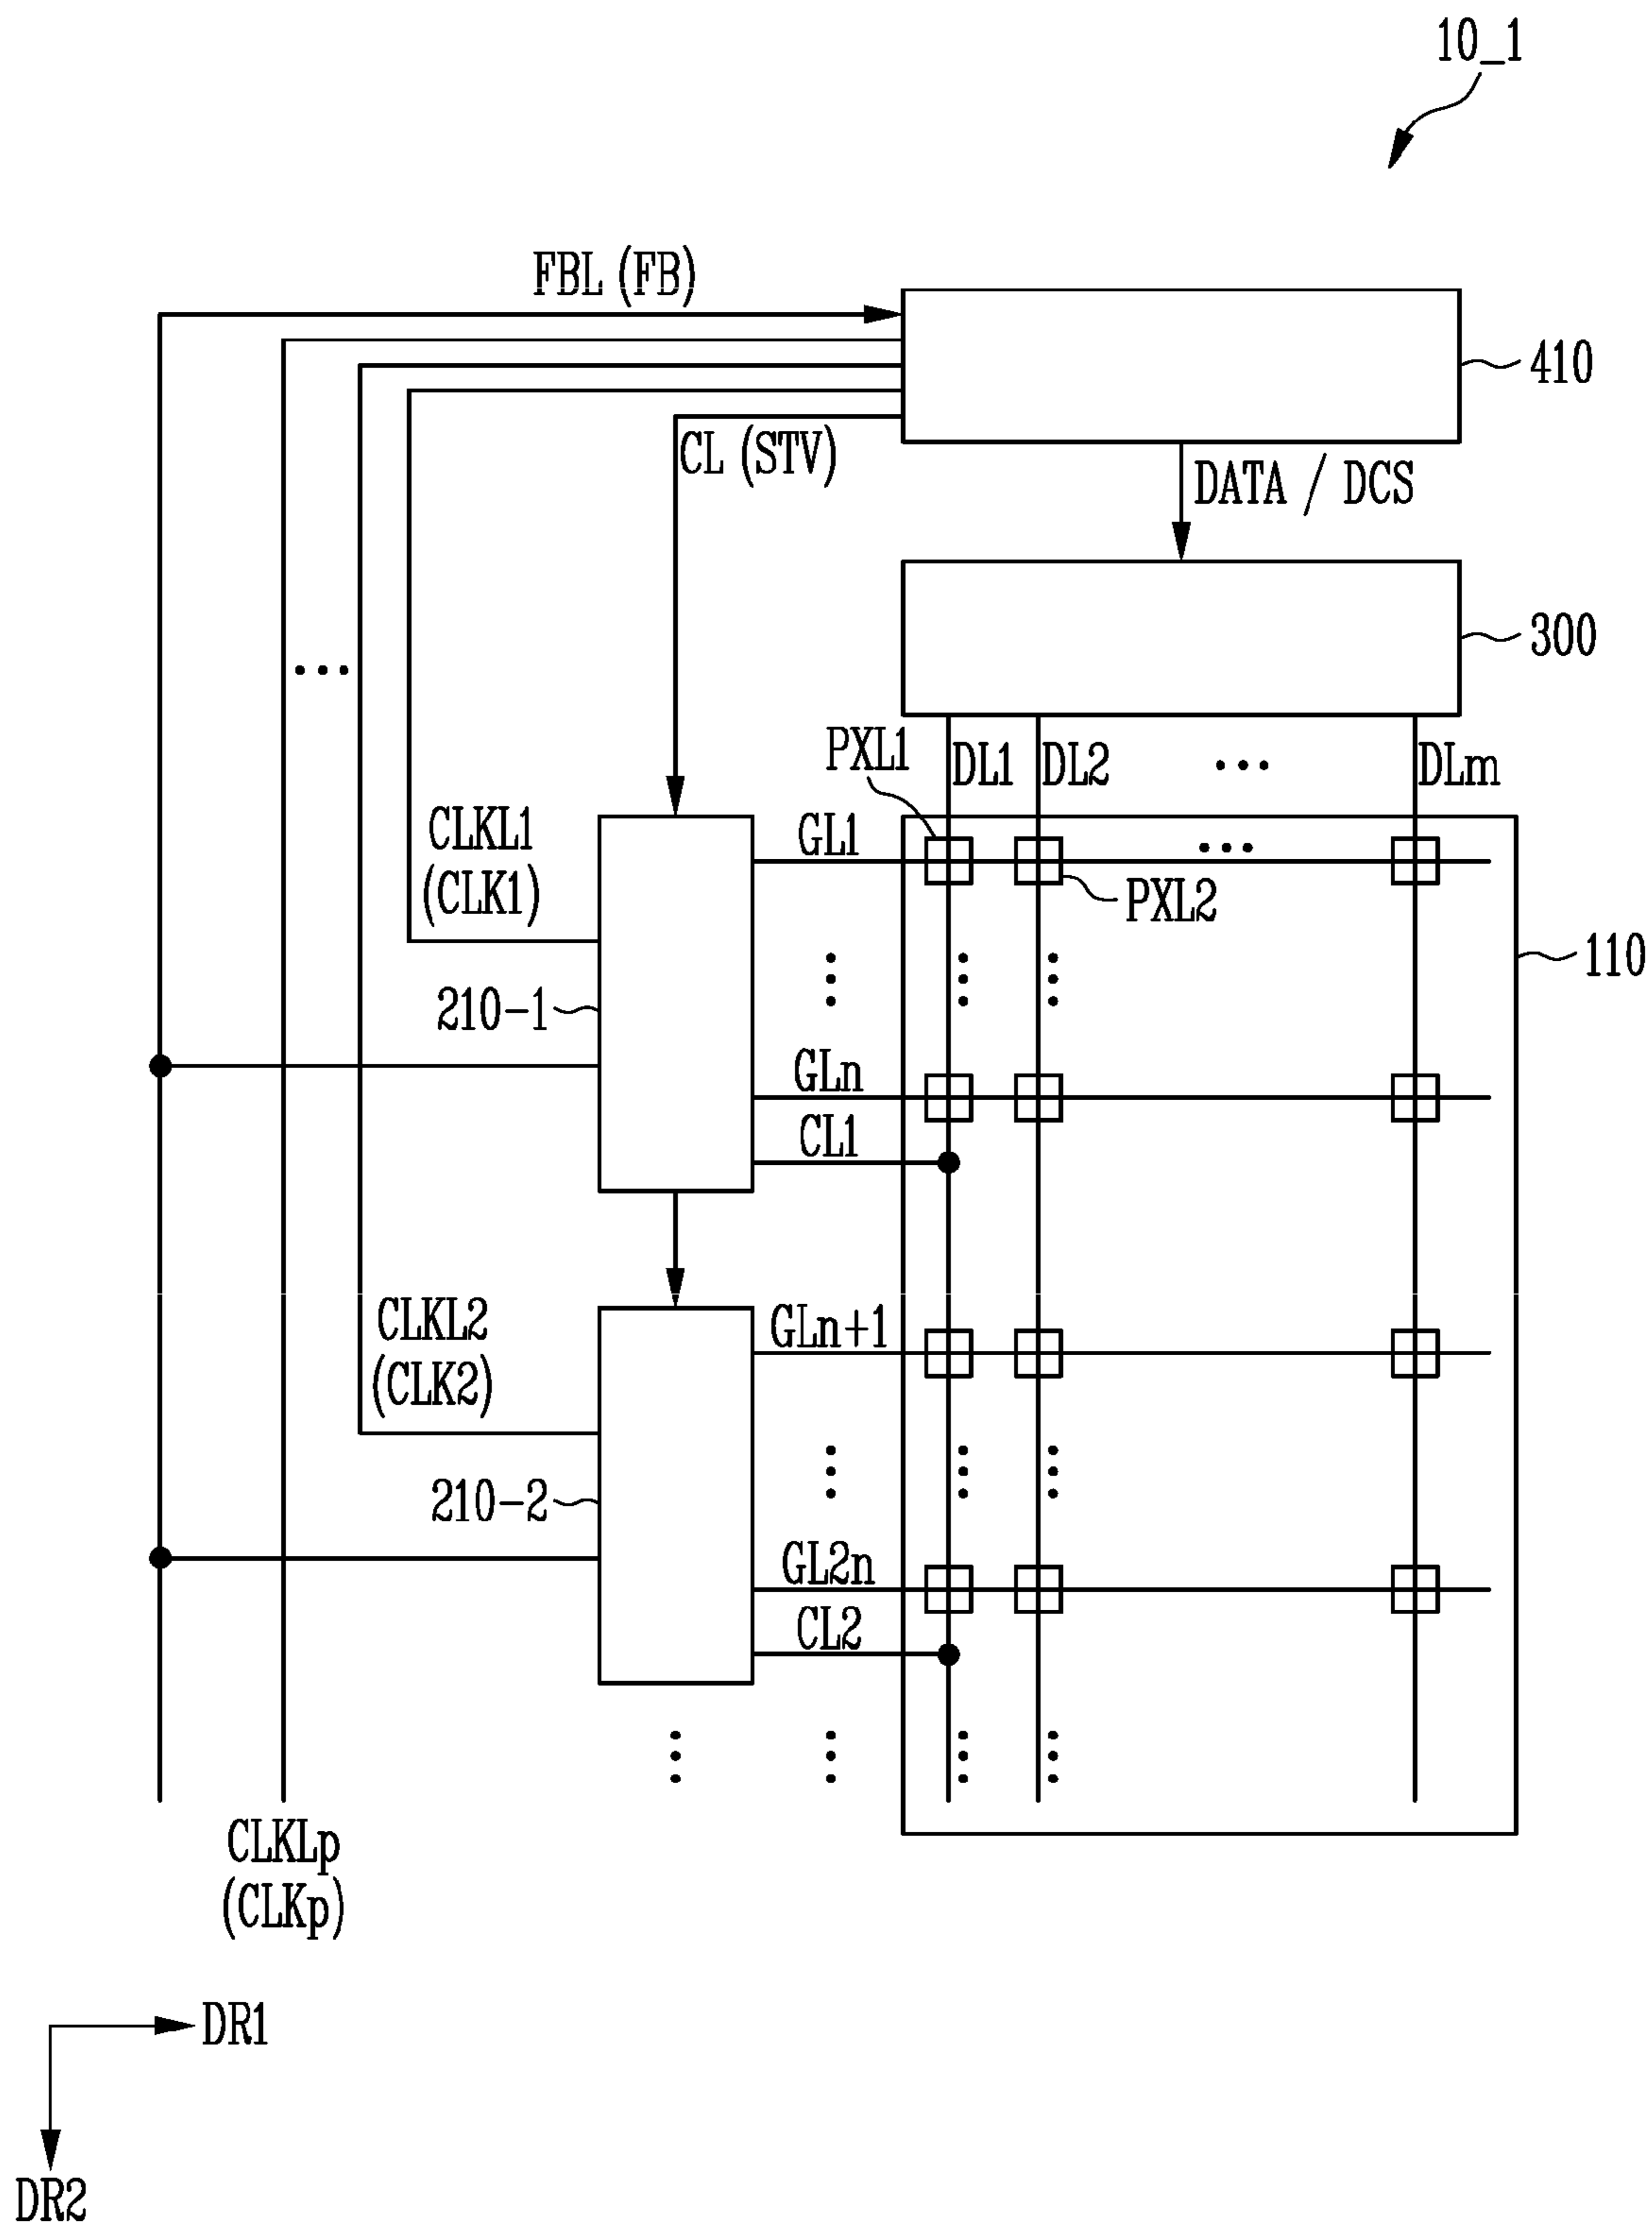 10_1
FBL (FB)
410
CL (STV)
DATA / DCS
300
PXL1
DL1
DL2
DLm
CLKL1
(CLK1)
GL1
PXL2
110
210-1
GLn
CL1
CLKL2
(CLK2)
GLn+1
210-2
GL2n
CL2
CLKLp
(CLKp)
DR1
DR2